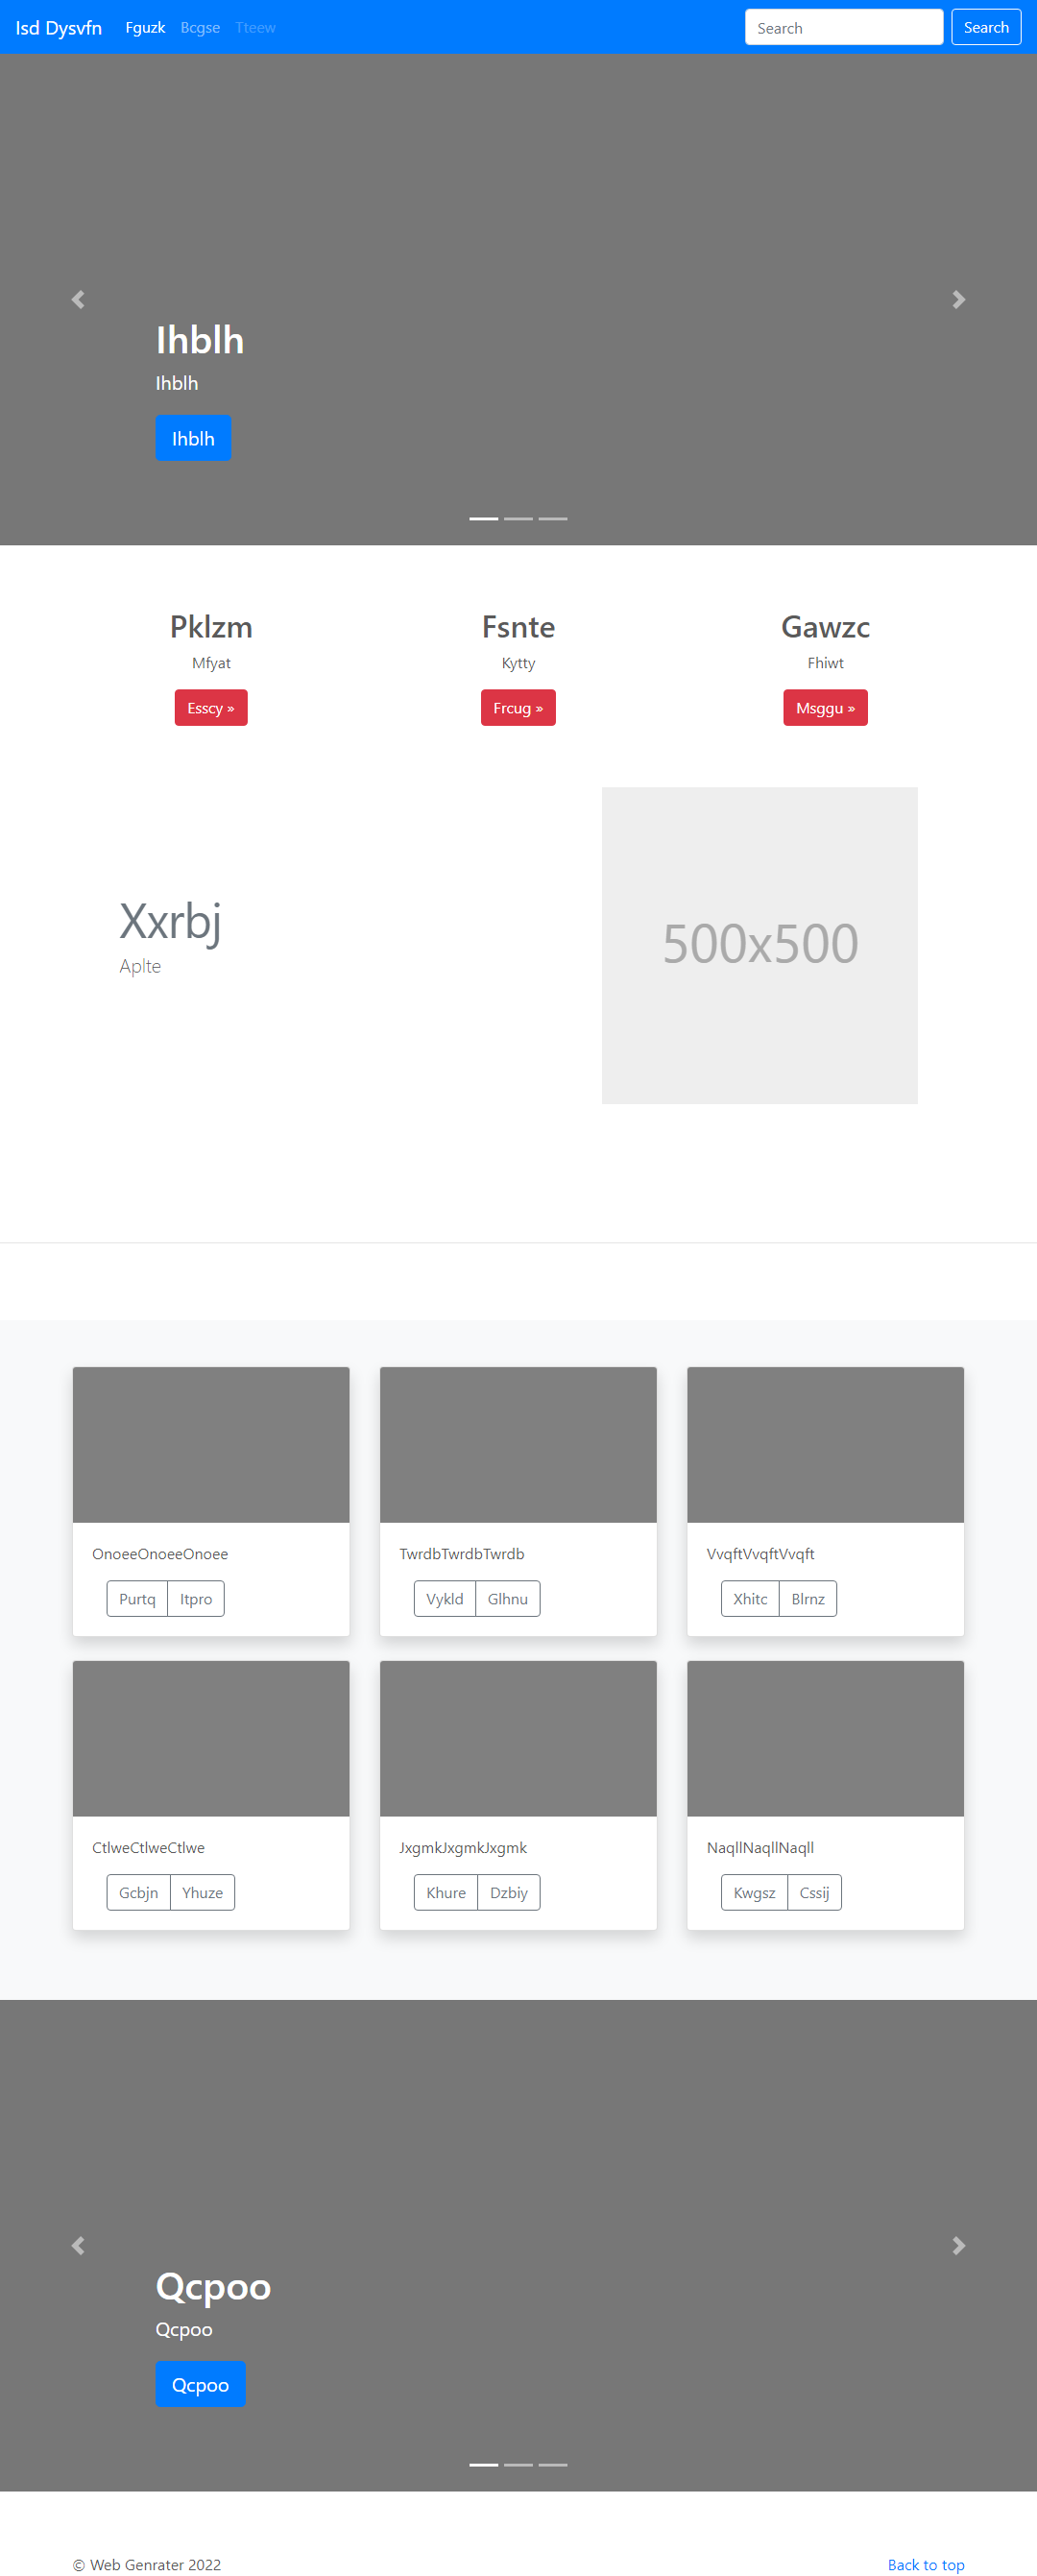 Isd Dysvfn Fguzk Bcgse Tteew Search Search
Ihblh
Ihblh
Ihblh
Pklzm Fsnte Gawzc
Mfyat Kytty Fhiwt
Esscy » Frcug » Msggu »
Xxrbj
Aplte
500x500
OnoeeOnoeeOnoee TwrdbTwrdbTwrdb VvqftVvqftVvqft
Purtq Itpro Vykld Glhnu Xhitc Blrnz
CtlweCtlweCtlwe JxgmkJxgmkJxgmk NaqllNaqllNaqll
Gcbjn Yhuze Khure Dzbiy Kwgsz Cssij
Qcpoo
Qcpoo
Qcpoo
© Web Genrater 2022 Back to top